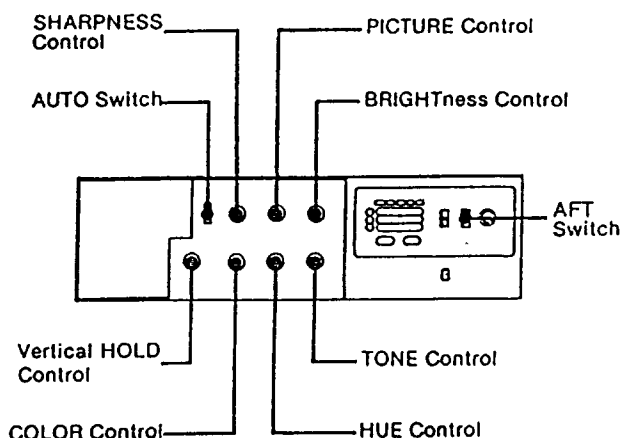 SHARPNESS
Control
PICTURE Control
AUTO Switch
BRIGHTness Control
AFT
Switch
Vertical HOLD
Control
TONE Control
COLOR Control
HUE Control